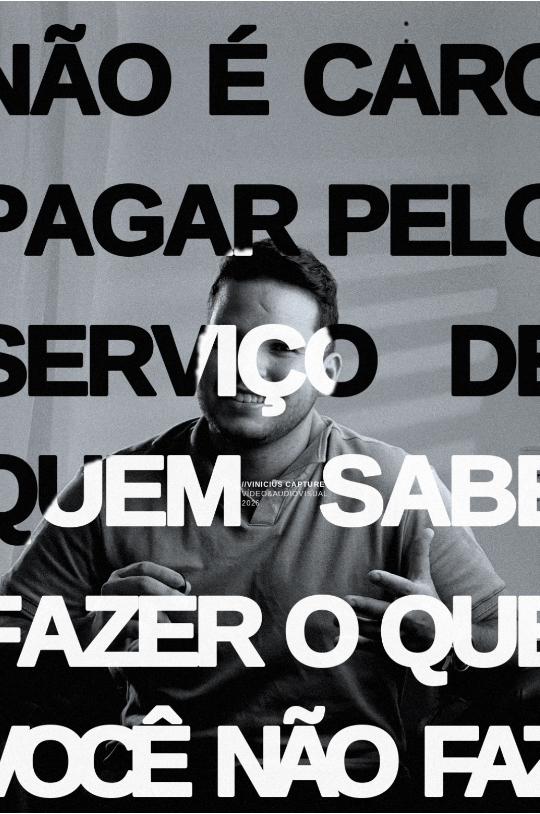 NÃO É CARO
PAGAR PELO
SERVIÇO DE
QUEM SABE
//VINICIUS CAPTURE
VIDEO&AUDIOVISUAL
2026
FAZER O QUE
VOCÊ NÃO FAZ